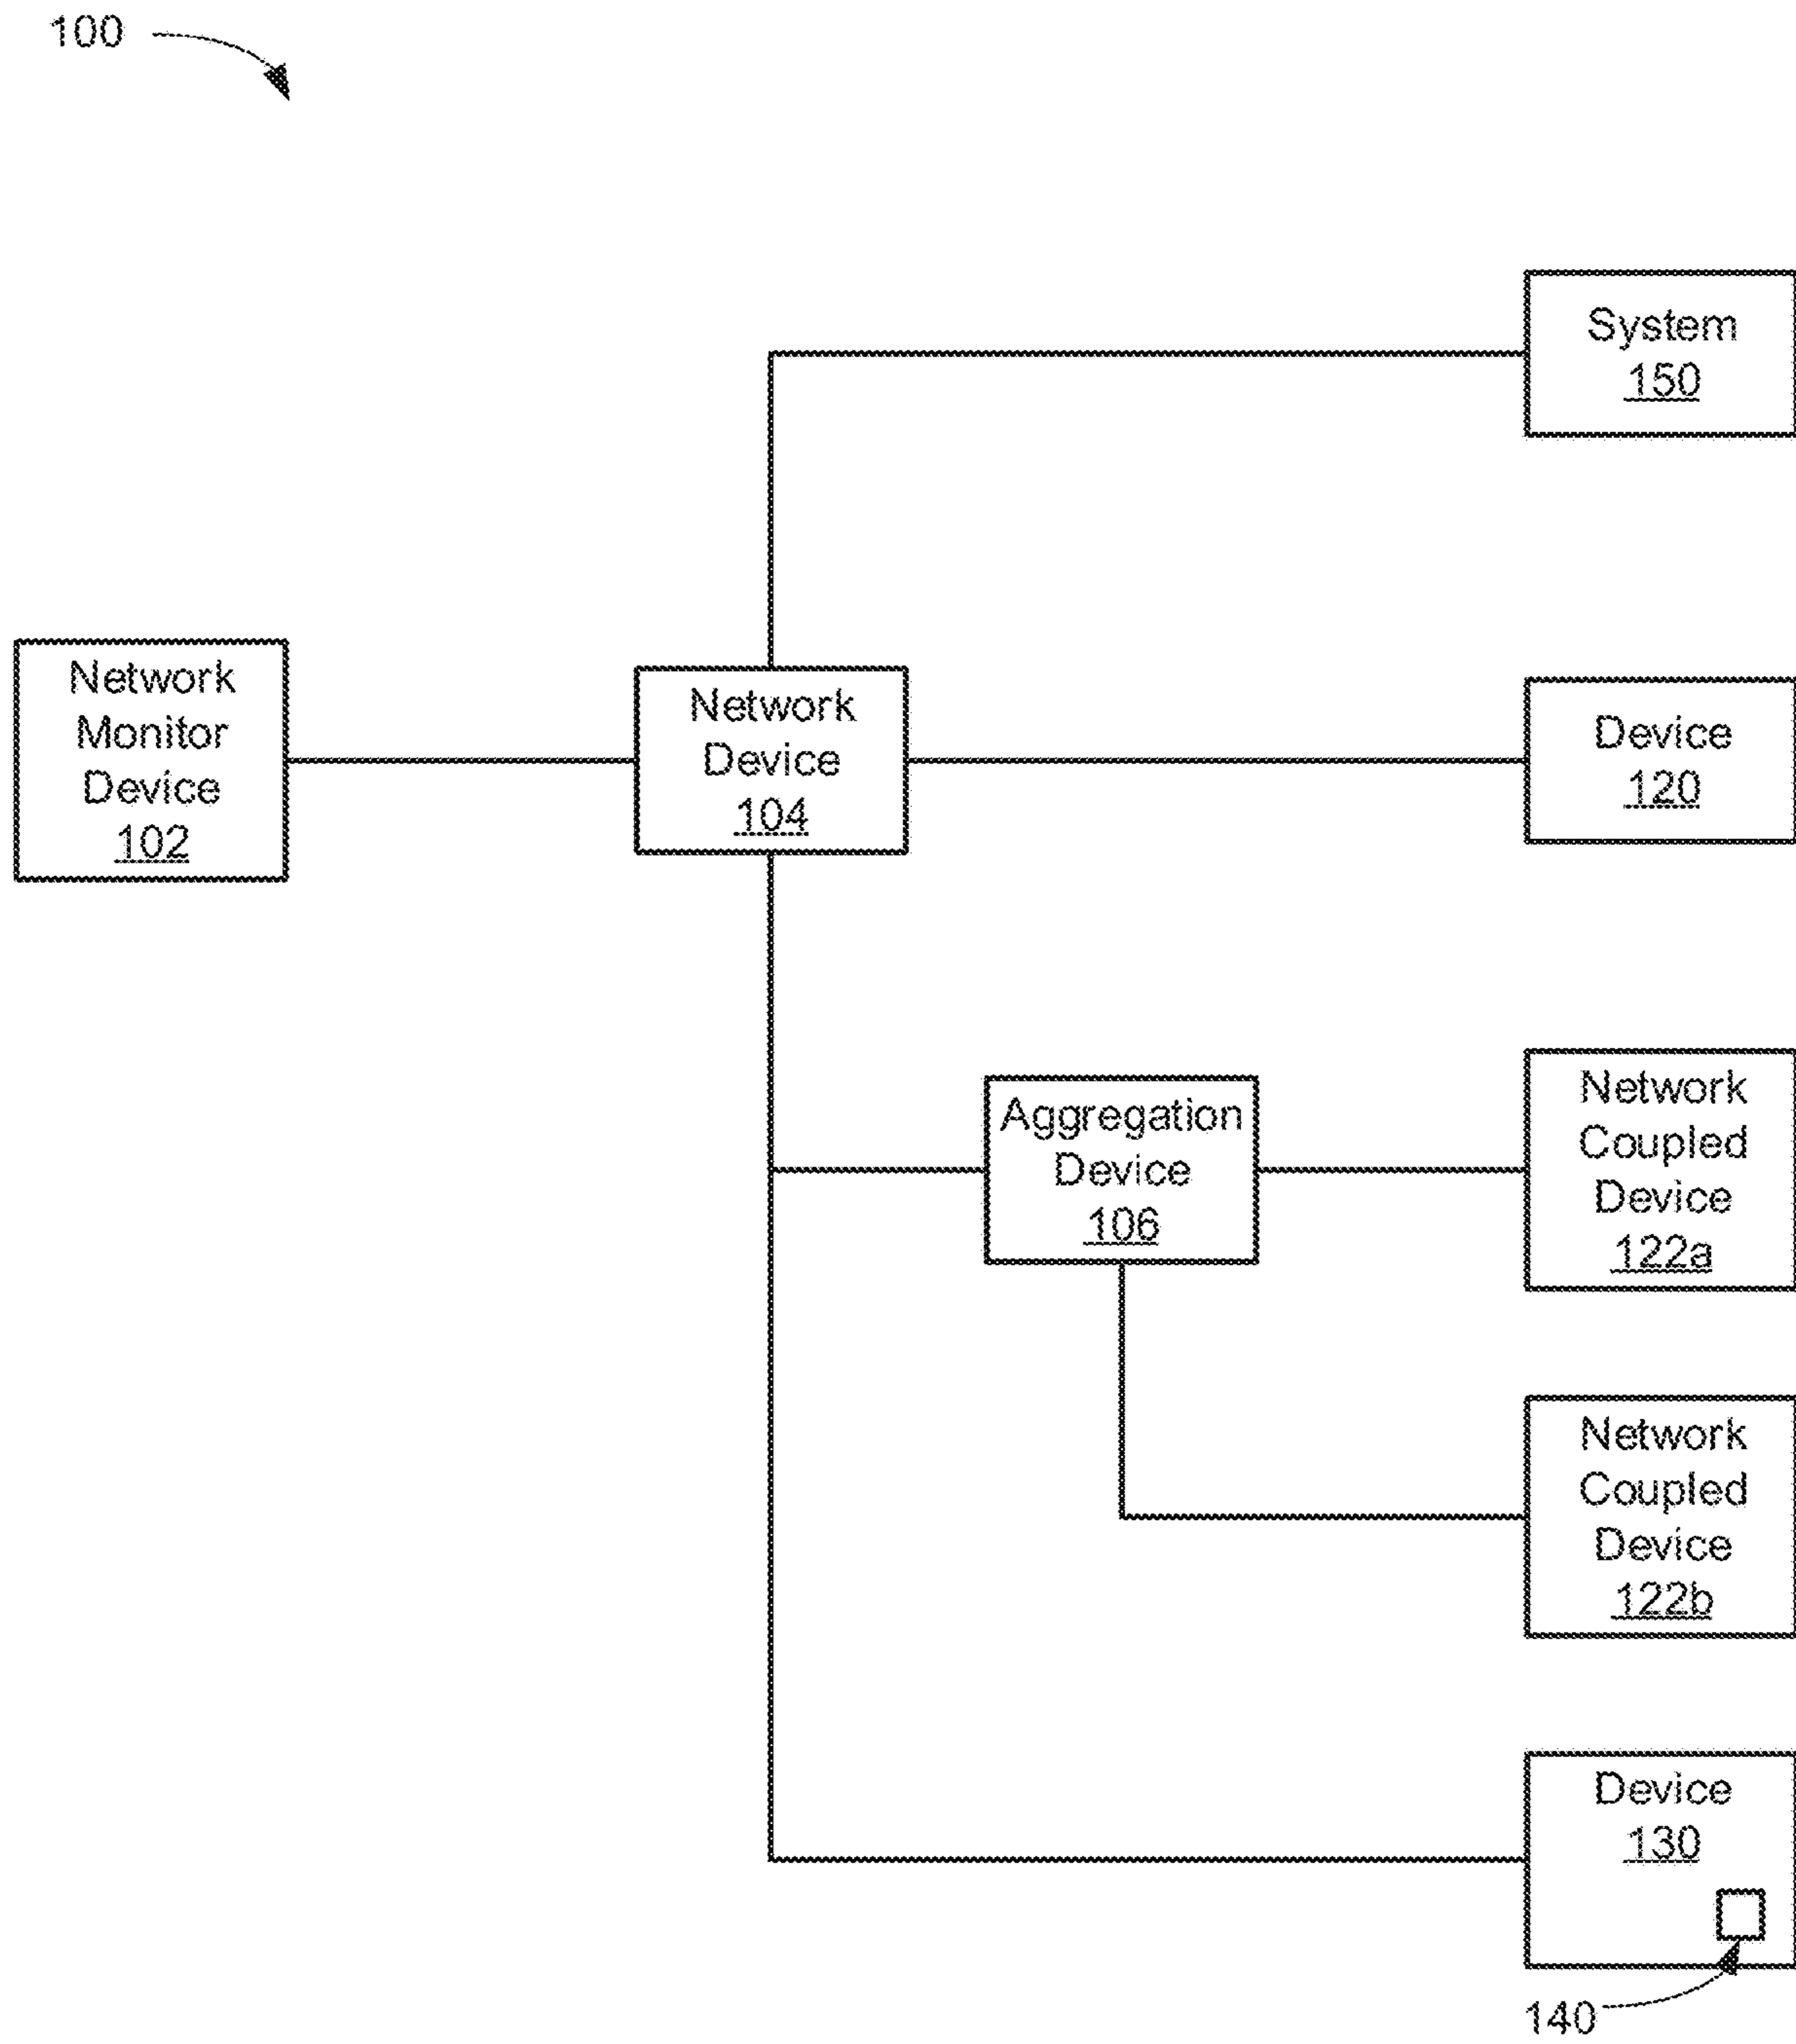 100
System
150
Network
Monitor
Device
102
Network
Device
104
Device
120
Aggregation
Device
106
Network
Coupled
Device
122a
Network
Coupled
Device
122b
Device
130
140